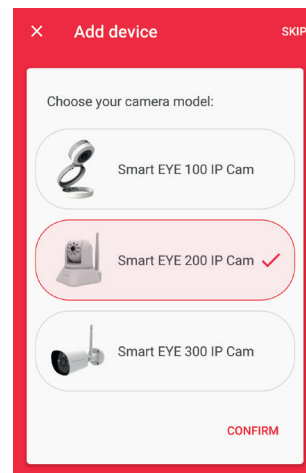 Add device
SKIP
Choose your camera model:
Smart EYE 100 IP Cam
Smart EYE 200 IP Cam
Smart EYE 300 IP Cam
CONFIRM